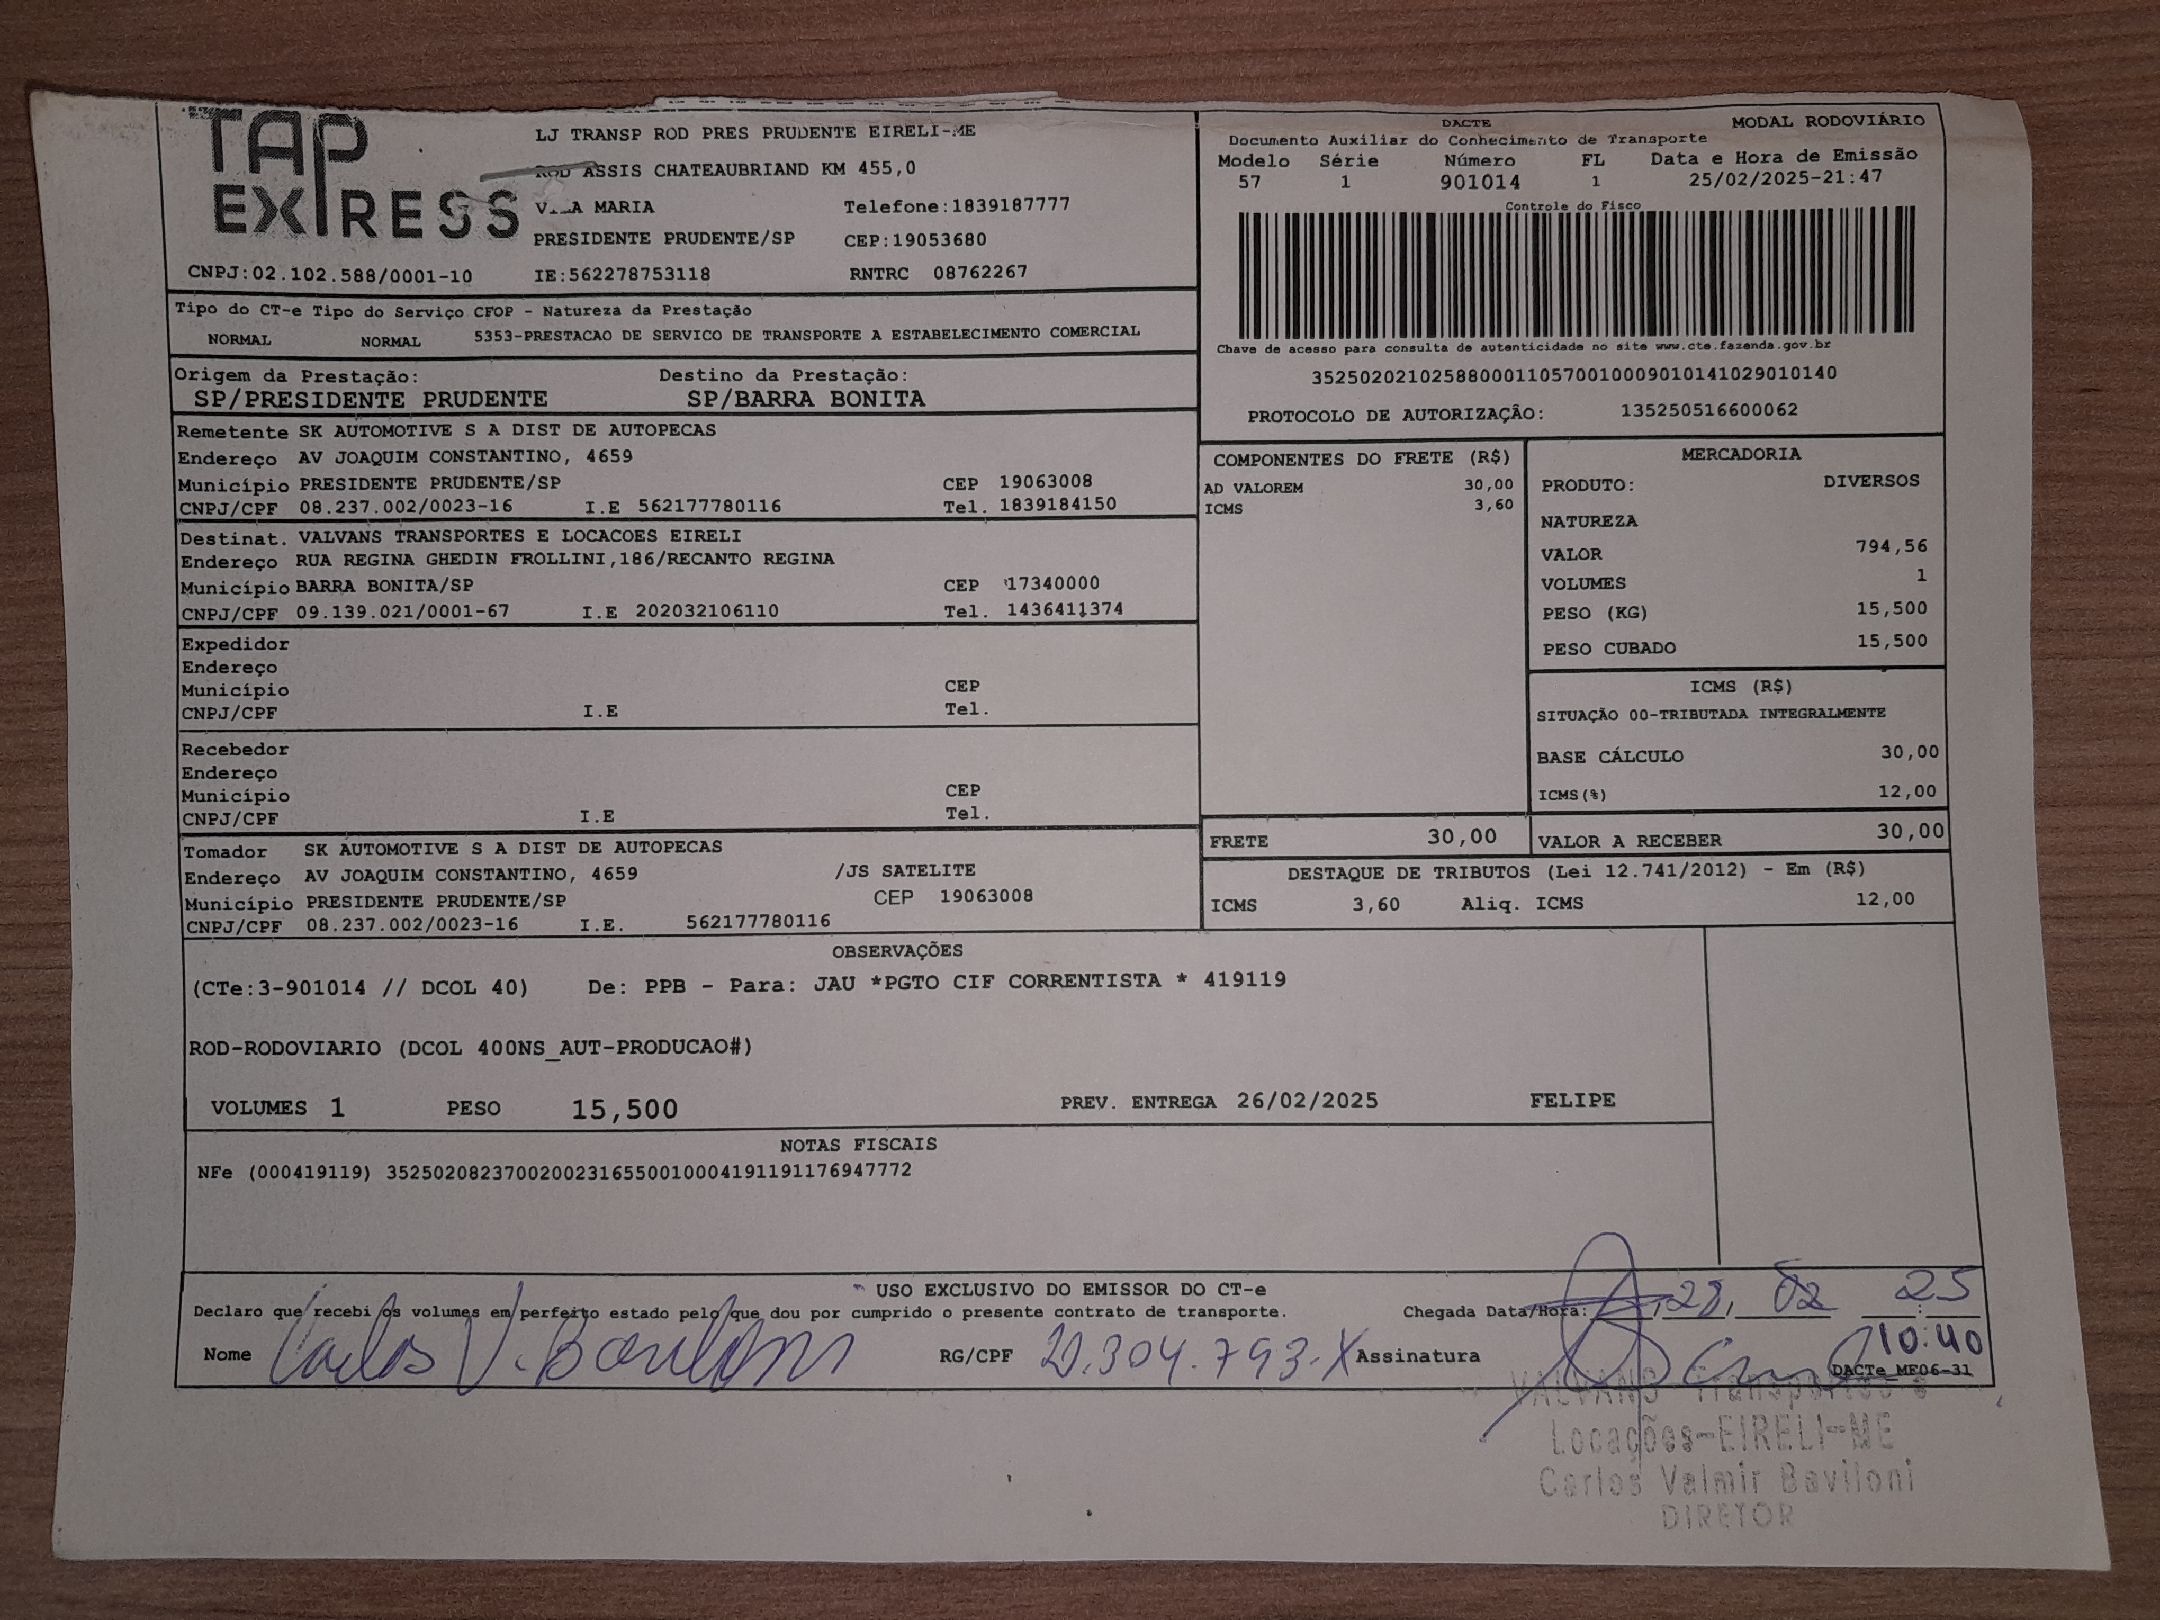 TAP
EXPRESS
LJ TRANSP ROD PRES PRUDENTE EIRELI-ME
ROD ASSIS CHATEAUBRIAND KM 455,0
VILA MARIA Telefone:1839187777
PRESIDENTE PRUDENTE/SP CEP:19053680
CNPJ:02.102.588/0001-10 IE:562278753118 RNTRC 08762267
DACTE MODAL RODOVIÁRIO
Documento Auxiliar do Conhecimento de Transporte
Modelo Série Número FL Data e Hora de Emissão
57 1 901014 1 25/02/2025-21:47
Controle do Fisco
Chave de acesso para consulta de autenticidade no site www.cte.fazenda.gov.br
35250202102588000110570010009010141029010140
PROTOCOLO DE AUTORIZAÇÃO: 135250516600062
Tipo do CT-e Tipo do Serviço CFOP - Natureza da Prestação
NORMAL NORMAL 5353-PRESTACAO DE SERVICO DE TRANSPORTE A ESTABELECIMENTO COMERCIAL
Origem da Prestação: Destino da Prestação:
SP/PRESIDENTE PRUDENTE SP/BARRA BONITA
Remetente SK AUTOMOTIVE S A DIST DE AUTOPECAS
Endereço AV JOAQUIM CONSTANTINO, 4659
Município PRESIDENTE PRUDENTE/SP CEP 19063008
CNPJ/CPF 08.237.002/0023-16 I.E 562177780116 Tel. 1839184150
Destinat. VALVANS TRANSPORTES E LOCACOES EIRELI
Endereço RUA REGINA GHEDIN FROLLINI,186/RECANTO REGINA
Município BARRA BONITA/SP CEP 17340000
CNPJ/CPF 09.139.021/0001-67 I.E 202032106110 Tel. 1436411374
Expedidor
Endereço
Município CEP
CNPJ/CPF I.E Tel.
Recebedor
Endereço
Município CEP
CNPJ/CPF I.E Tel.
Tomador SK AUTOMOTIVE S A DIST DE AUTOPECAS
Endereço AV JOAQUIM CONSTANTINO, 4659 /JS SATELITE
Município PRESIDENTE PRUDENTE/SP CEP 19063008
CNPJ/CPF 08.237.002/0023-16 I.E. 562177780116
COMPONENTES DO FRETE (R$)
AD VALOREM 30,00
ICMS 3,60
MERCADORIA
PRODUTO: DIVERSOS
NATUREZA
VALOR 794,56
VOLUMES 1
PESO (KG) 15,500
PESO CUBADO 15,500
ICMS (R$)
SITUAÇÃO 00-TRIBUTADA INTEGRALMENTE
BASE CÁLCULO 30,00
ICMS(%) 12,00
FRETE 30,00 VALOR A RECEBER 30,00
DESTAQUE DE TRIBUTOS (Lei 12.741/2012) - Em (R$)
ICMS 3,60 Aliq. ICMS 12,00
OBSERVAÇÕES
(CTe:3-901014 // DCOL 40) De: PPB - Para: JAU *PGTO CIF CORRENTISTA * 419119
ROD-RODOVIARIO (DCOL 400NS_AUT-PRODUCAO#)
VOLUMES 1 PESO 15,500 PREV. ENTREGA 26/02/2025 FELIPE
NOTAS FISCAIS
NFe (000419119) 35250208237002002316550010004191191176947772
USO EXCLUSIVO DO EMISSOR DO CT-e
Declaro que recebi os volumes em perfeito estado pelo que dou por cumprido o presente contrato de transporte. Chegada Data/Hora: 28 02 25
10:40
Nome Carlos V. RG/CPF 20.304.793-X Assinatura
DACTe_MF06-31
VALVANS Transportes e
Locações-EIRELI-ME
Carlos Valmir Baviloni
DIRETOR